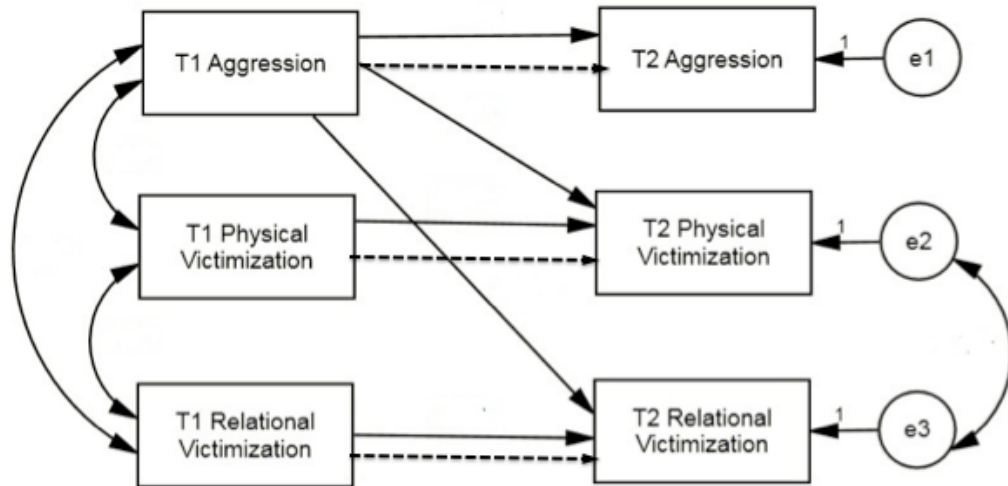 T1 Aggression
T2 Aggression
1
e1
T1 Physical
Victimization
T2 Physical
Victimization
1
e2
T1 Relational
Victimization
T2 Relational
Victimization
1
e3